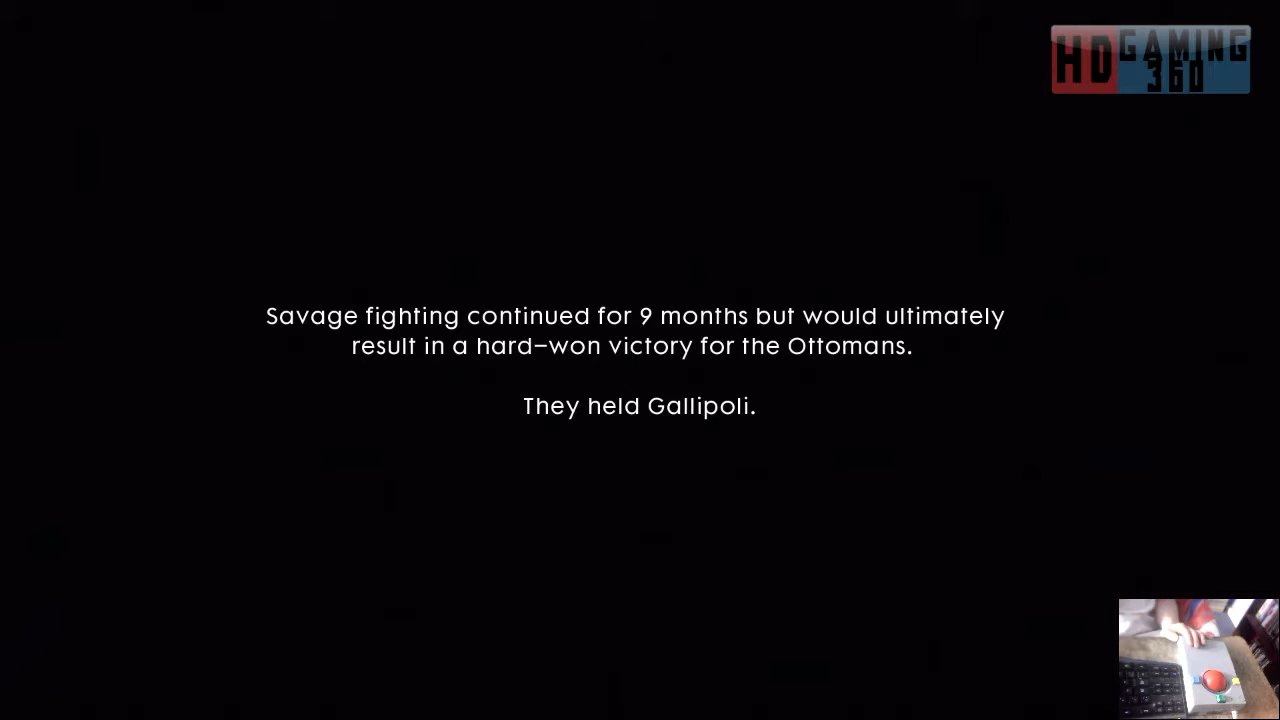 HD GAMING
360
Savage fighting continued for 9 months but would ultimately
result in a hard–won victory for the Ottomans.
They held Gallipoli.